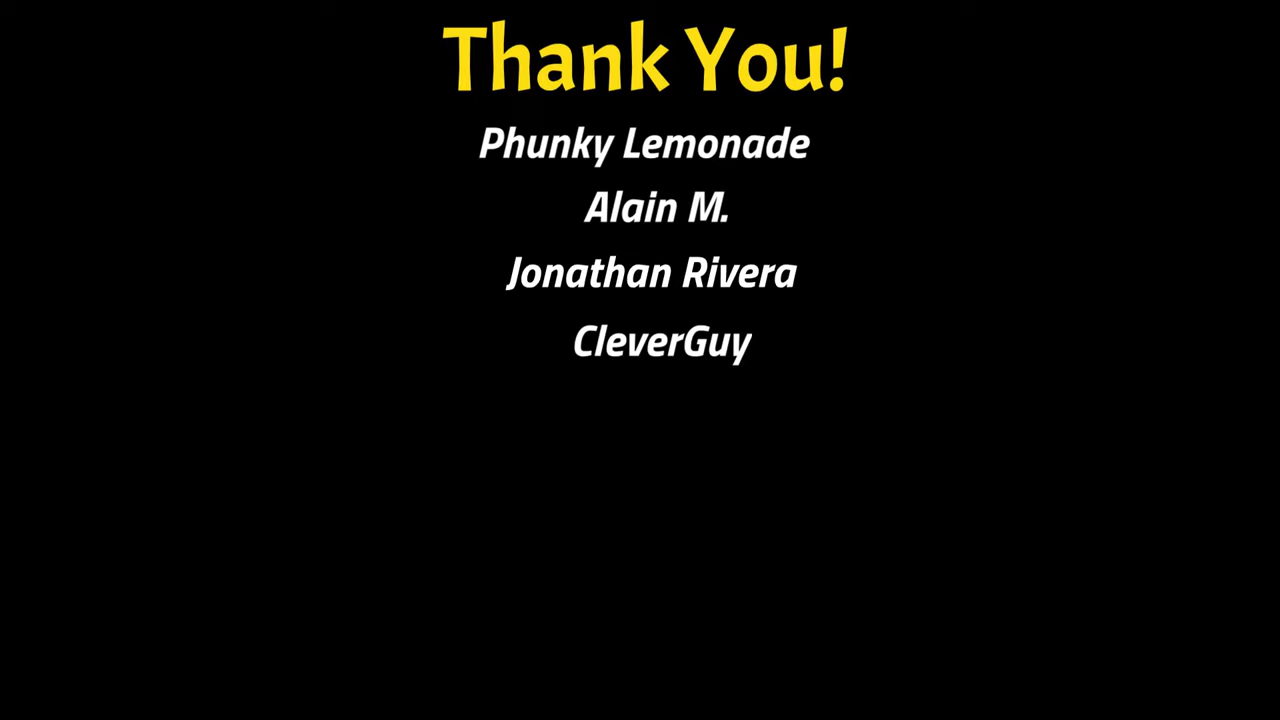 Thank You!
Phunky Lemonade
Alain M.
Jonathan Rivera
CleverGuy